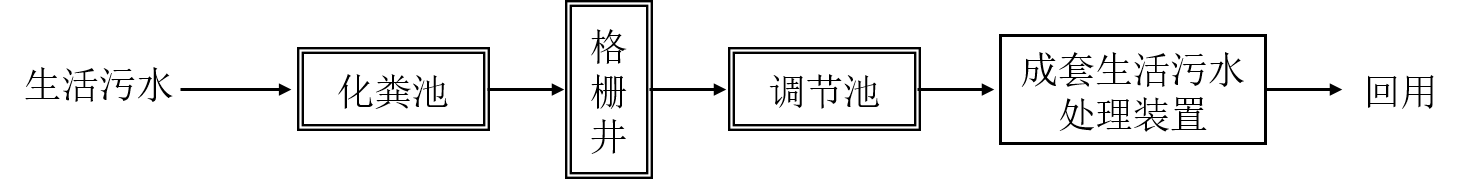 生活污水
化粪池
格
栅
井
调节池
成套生活污水
处理装置
回用